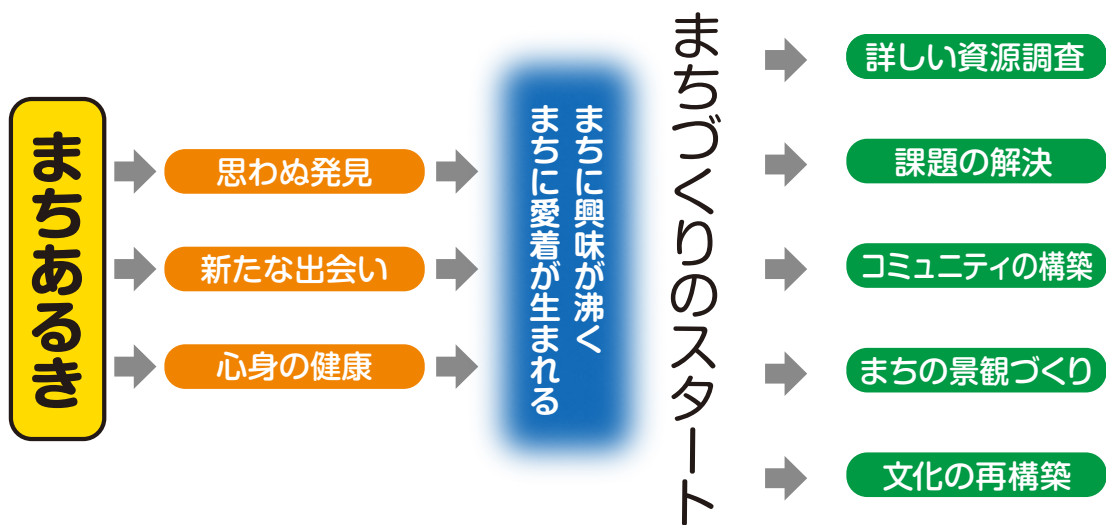 まちあるき
思わぬ発見
新たな出会い
心身の健康
まちに興味が沸く
まちに愛着が生まれる
まちづくりのスタート
詳しい資源調査
課題の解決
コミュニティの構築
まちの景観づくり
文化の再構築